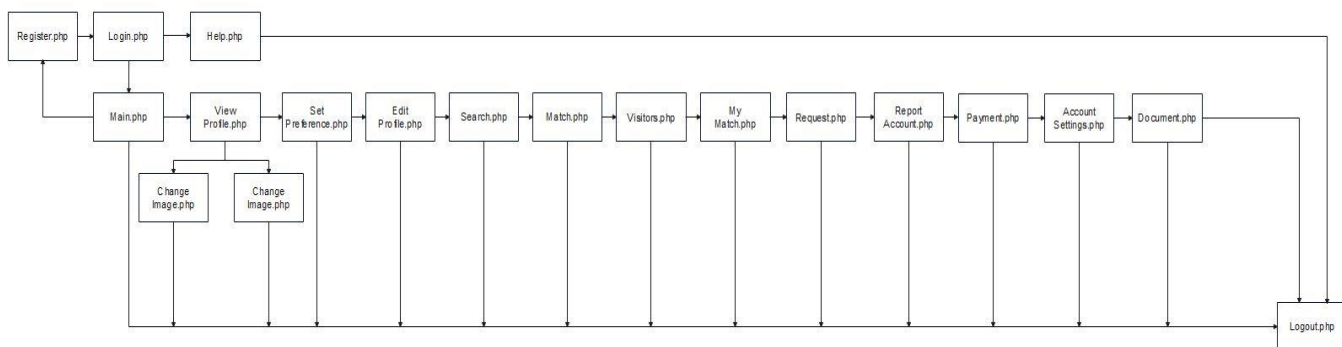 Register.php
Login.php
Help.php
Main.php
View
Profile.php
Set
Preference.php
Edit
Profile.php
Search.php
Match.php
Visitors.php
My
Match.php
Request.php
Report
Account.php
Payment.php
Account
Settings.php
Document.php
Change
Image.php
Change
Image.php
Logout.php